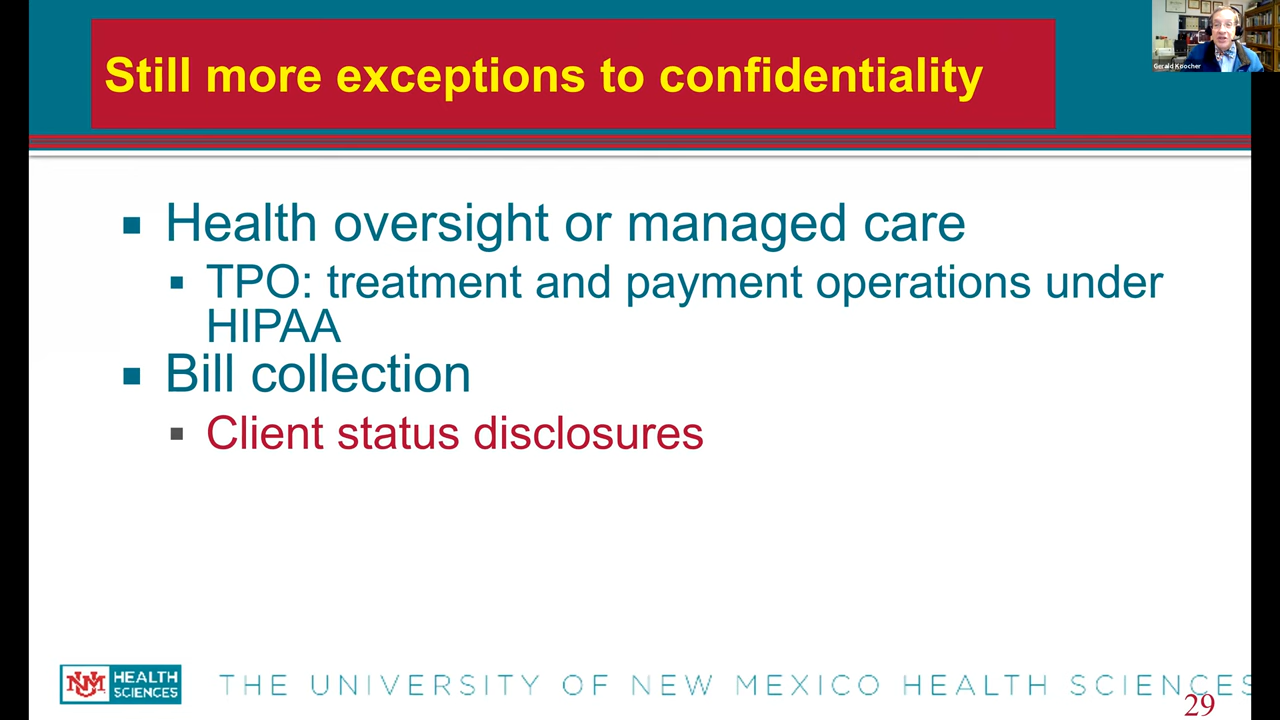 Still more exceptions to confidentiality
Gerald Koocher
Health oversight or managed care
TPO: treatment and payment operations under
HIPAA
Bill collection
Client status disclosures
UNM HEALTH
SCIENCES
THE UNIVERSITY OF NEW MEXICO HEALTH SCIENCES
29